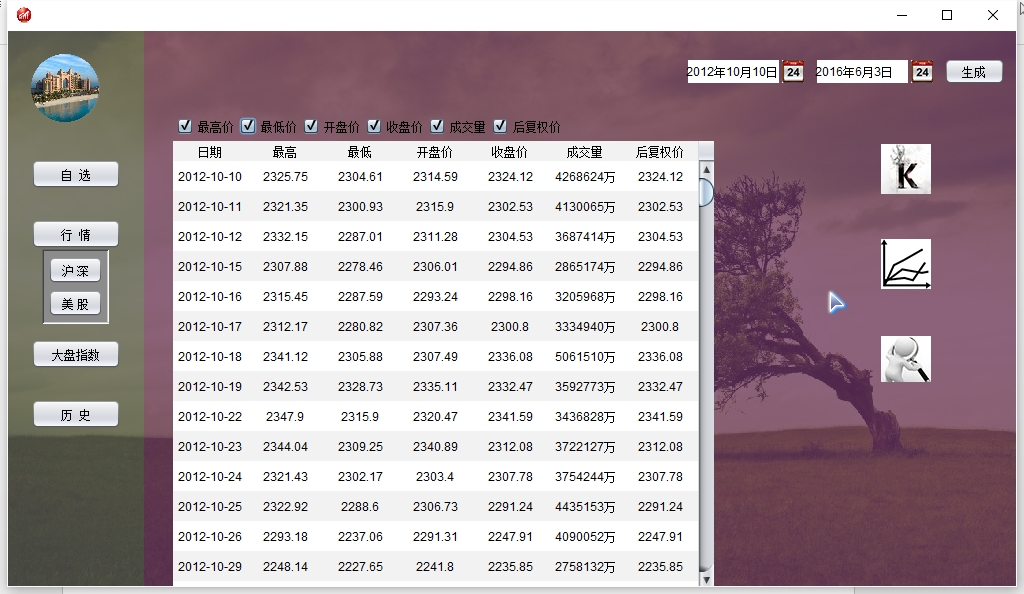 2012年10月10日 24 2016年6月3日 24 生成
最高价 最低价 开盘价 收盘价 成交量 后复权价
日期 最高 最低 开盘价 收盘价 成交量 后复权价
2012-10-10 2325.75 2304.61 2314.59 2324.12 4268624万 2324.12
2012-10-11 2321.35 2300.93 2315.9 2302.53 4130065万 2302.53
2012-10-12 2332.15 2287.01 2311.28 2304.53 3687414万 2304.53
2012-10-15 2307.88 2278.46 2306.01 2294.86 2865174万 2294.86
2012-10-16 2315.45 2287.59 2293.24 2298.16 3205968万 2298.16
2012-10-17 2312.17 2280.82 2307.36 2300.8 3334940万 2300.8
2012-10-18 2341.12 2305.88 2307.49 2336.08 5061510万 2336.08
2012-10-19 2342.53 2328.73 2335.11 2332.47 3592773万 2332.47
2012-10-22 2347.9 2315.9 2320.47 2341.59 3436828万 2341.59
2012-10-23 2344.04 2309.25 2340.89 2312.08 3722127万 2312.08
2012-10-24 2321.43 2302.17 2303.4 2307.78 3754244万 2307.78
2012-10-25 2322.92 2288.6 2306.73 2291.24 4435153万 2291.24
2012-10-26 2293.18 2237.06 2291.31 2247.91 4090052万 2247.91
2012-10-29 2248.14 2227.65 2241.8 2235.85 2758132万 2235.85
自 选
行 情
沪深
美股
大盘指数
历 史
K